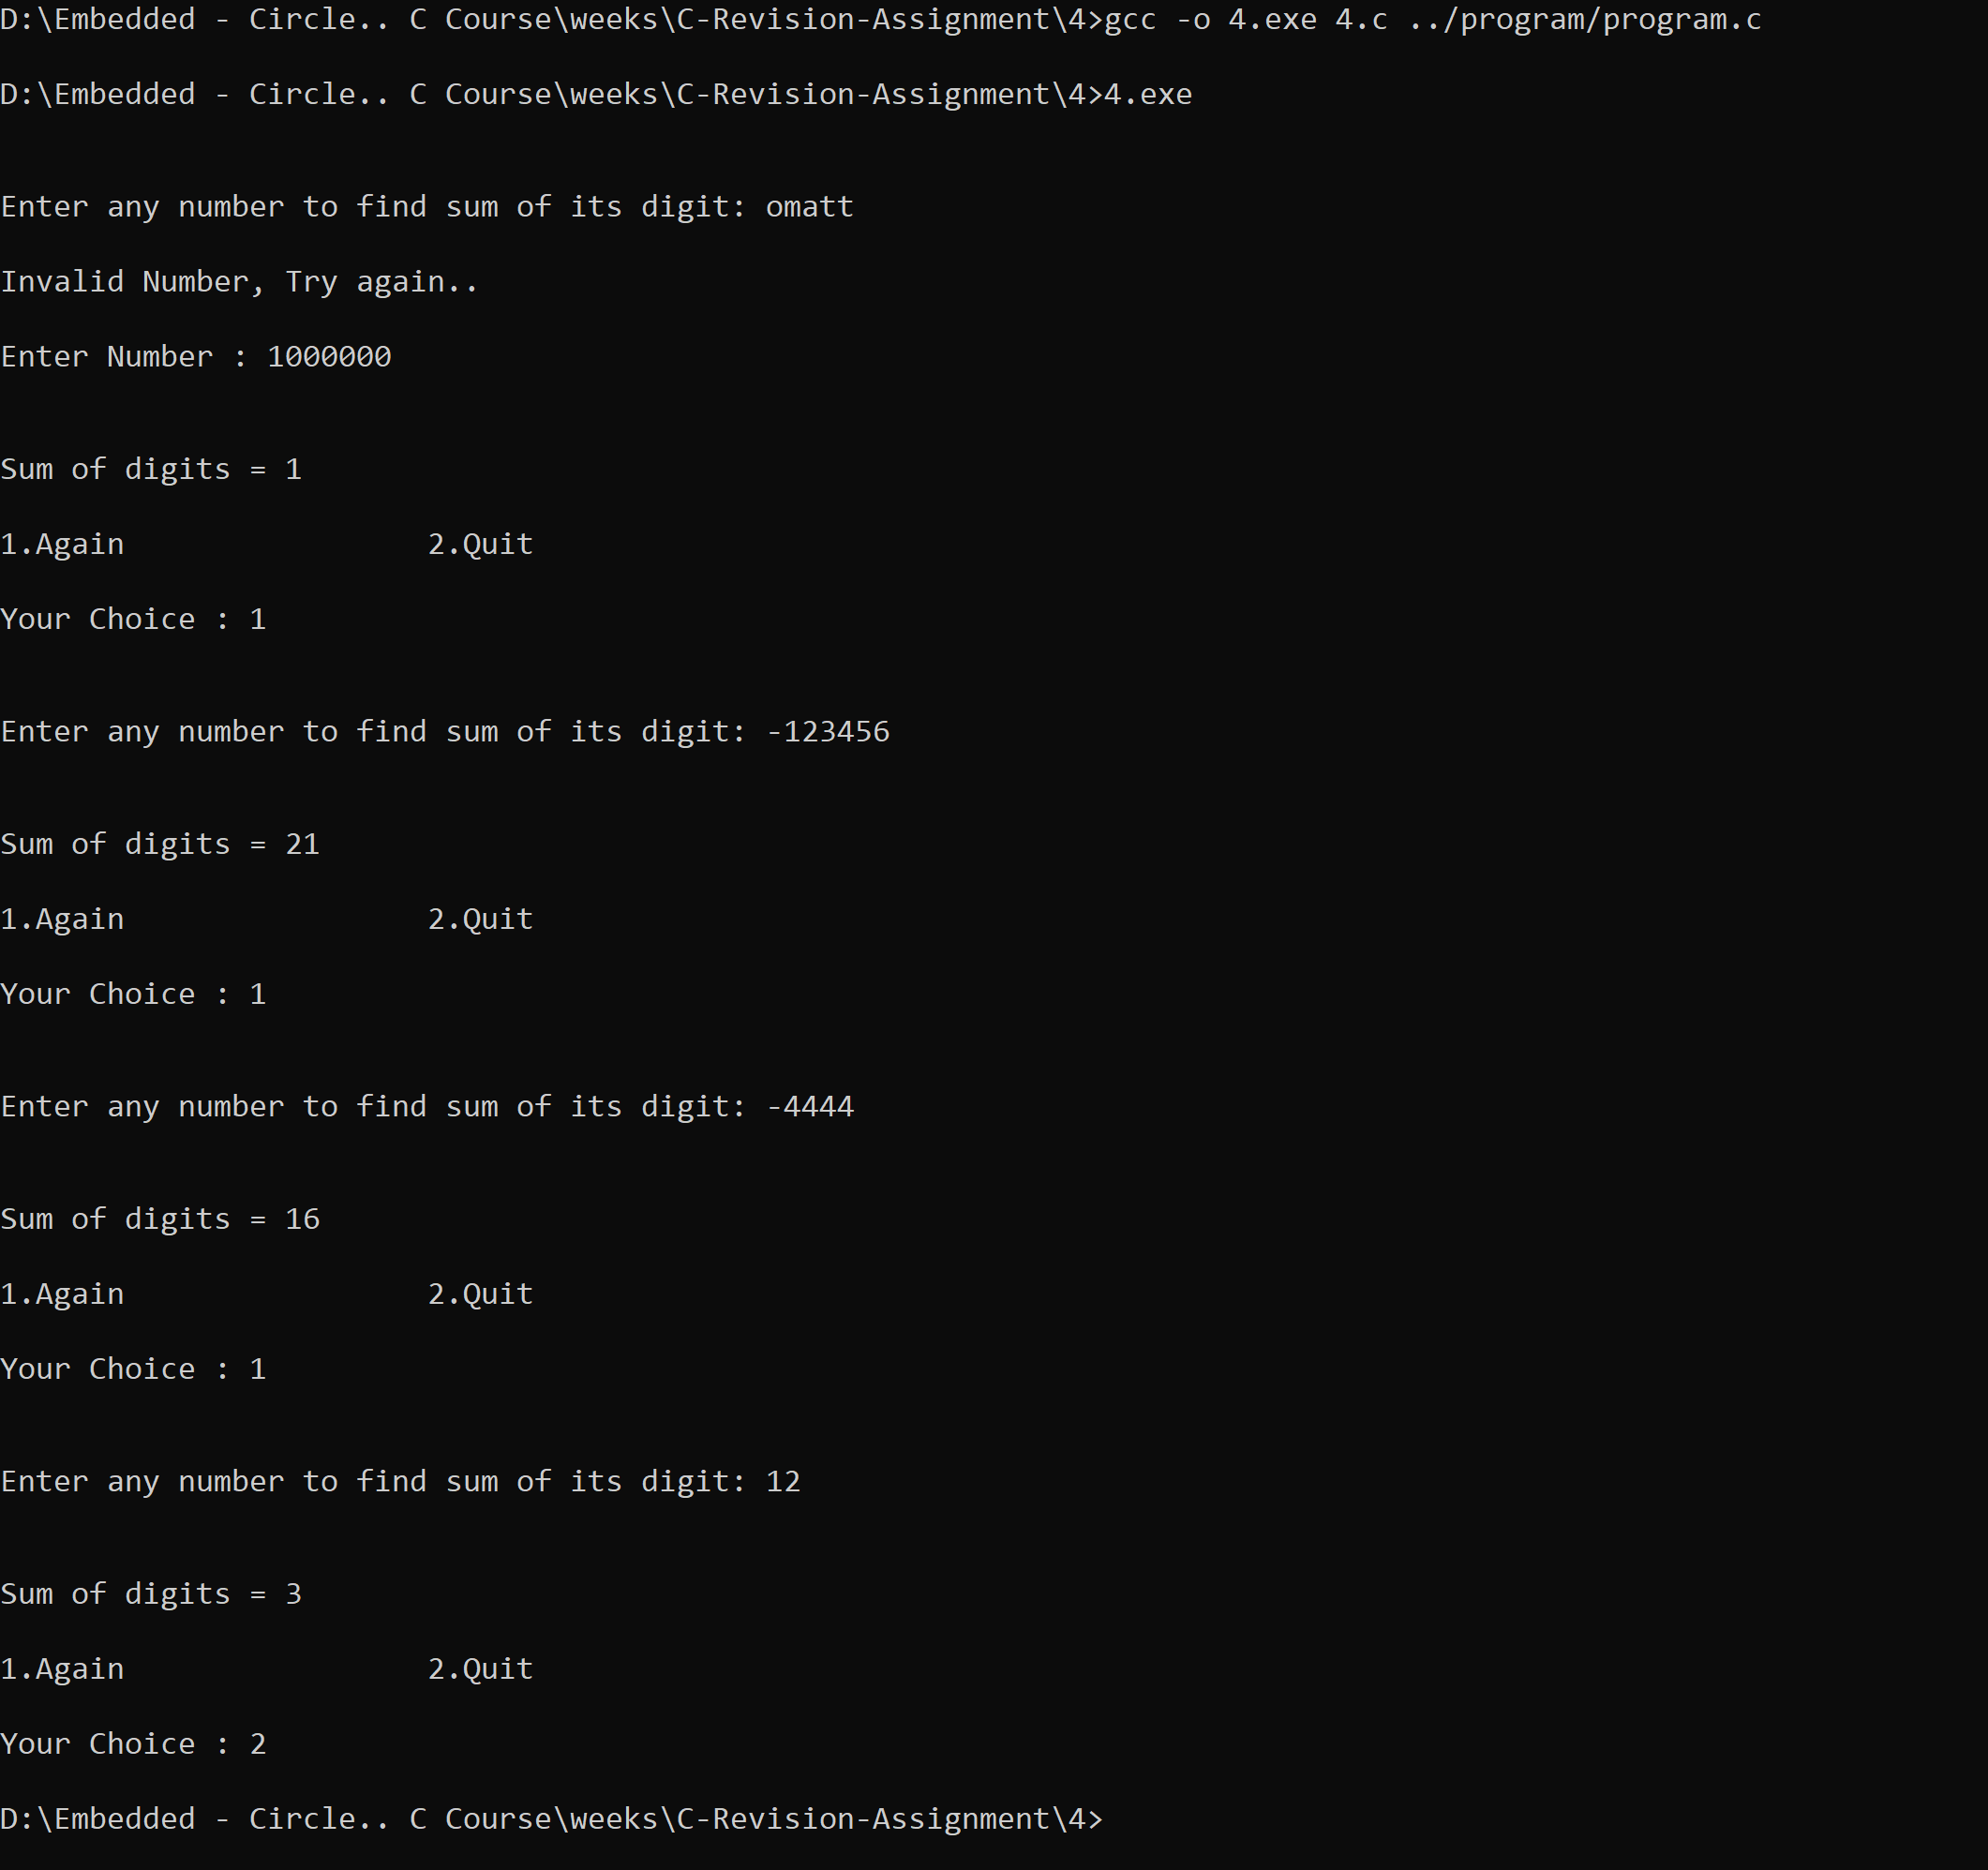 D:\Embedded - Circle.. C Course\weeks\C-Revision-Assignment\4>gcc -o 4.exe 4.c ../program/program.c
D:\Embedded - Circle.. C Course\weeks\C-Revision-Assignment\4>4.exe
Enter any number to find sum of its digit: omatt
Invalid Number, Try again..
Enter Number : 1000000
Sum of digits = 1
1.Again                 2.Quit
Your Choice : 1
Enter any number to find sum of its digit: -123456
Sum of digits = 21
1.Again                 2.Quit
Your Choice : 1
Enter any number to find sum of its digit: -4444
Sum of digits = 16
1.Again                 2.Quit
Your Choice : 1
Enter any number to find sum of its digit: 12
Sum of digits = 3
1.Again                 2.Quit
Your Choice : 2
D:\Embedded - Circle.. C Course\weeks\C-Revision-Assignment\4>